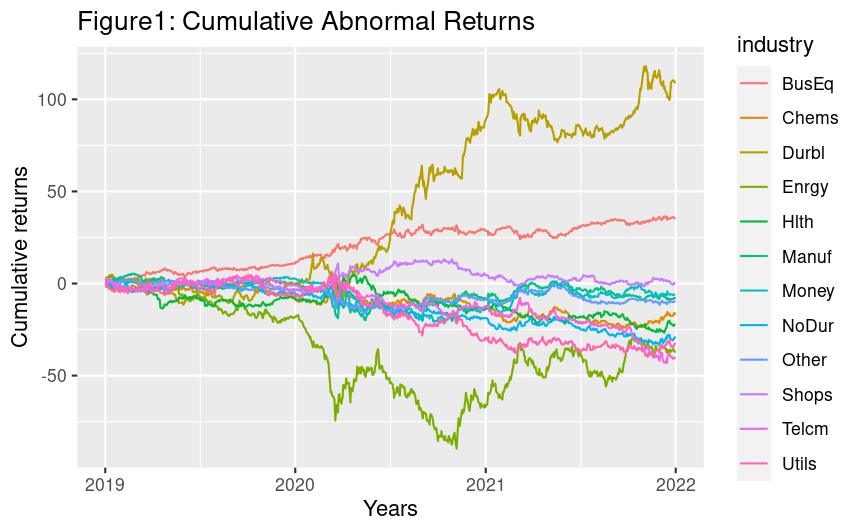 Figure1: Cumulative Abnormal Returns
Cumulative returns
100
50
0
-50
2019 2020 2021 2022
Years
industry
BusEq
Chems
Durbl
Enrgy
Hlth
Manuf
Money
NoDur
Other
Shops
Telcm
Utils